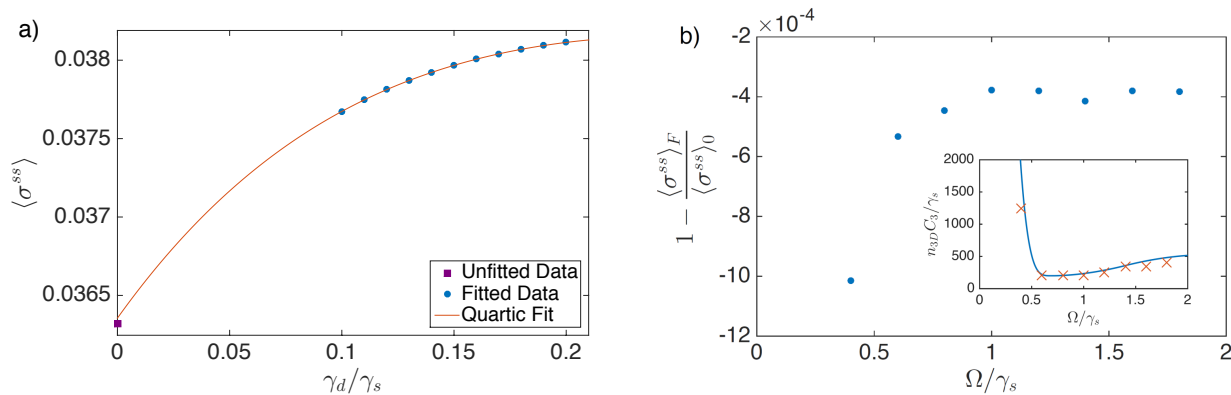 a)
⟨σ^{ss}⟩
0.038
0.0375
0.037
0.0365
0
0.05
0.1
0.15
0.2
γ_d/γ_s
Unfitted Data
Fitted Data
Quartic Fit
b)
×10^{-4}
1 − ⟨σ^{ss}⟩_F / ⟨σ^{ss}⟩_0
-2
-4
-6
-8
-10
-12
0
0.5
1
1.5
2
Ω/γ_s
n_{3D}C_3/γ_s
2000
1500
1000
500
0
0
0.5
1
1.5
2
Ω/γ_s